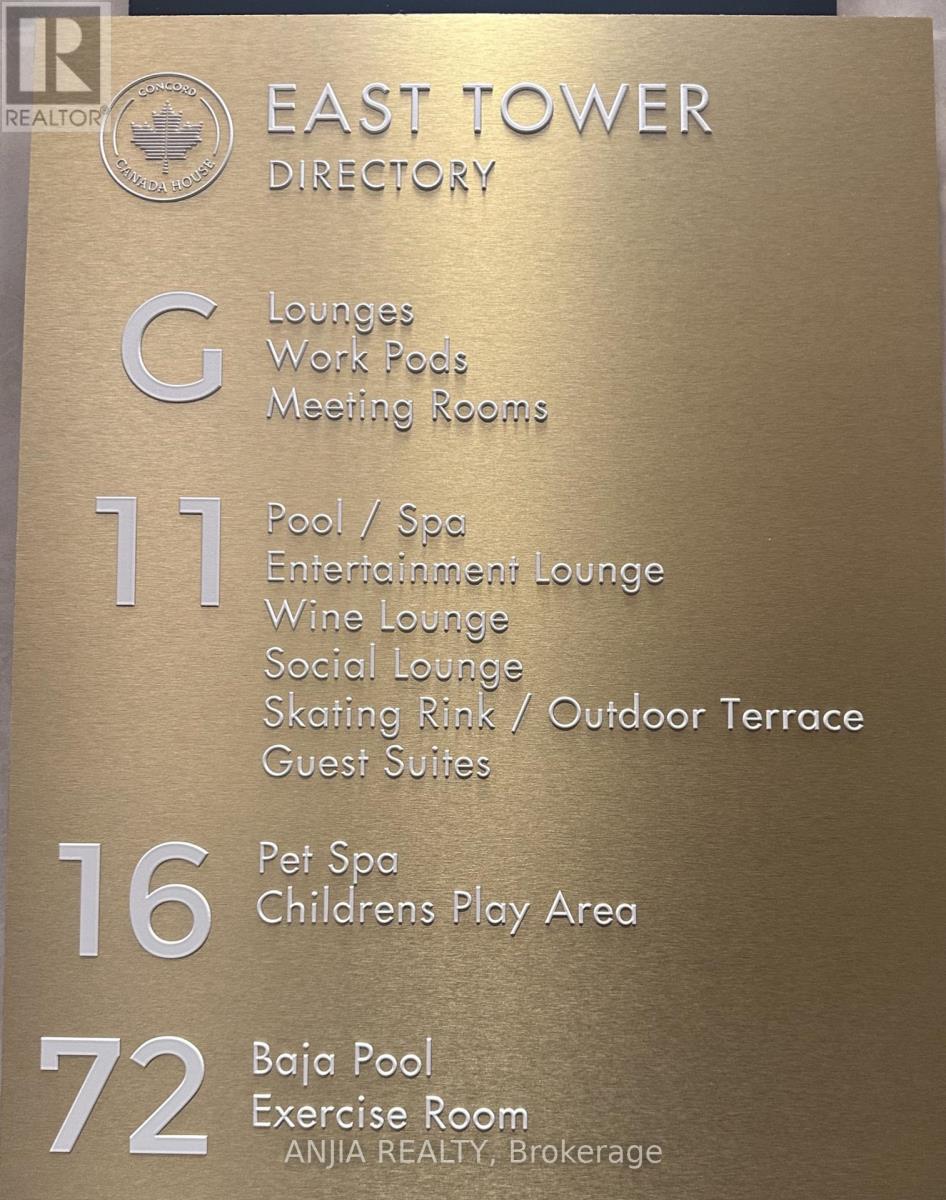 R
REALTOR®
CONCORD
CANADA HOUSE
EAST TOWER
DIRECTORY
G
Lounges
Work Pods
Meeting Rooms
11
Pool / Spa
Entertainment Lounge
Wine Lounge
Social Lounge
Skating Rink / Outdoor Terrace
Guest Suites
16
Pet Spa
Childrens Play Area
72
Baja Pool
Exercise Room
ANJIA REALTY, Brokerage